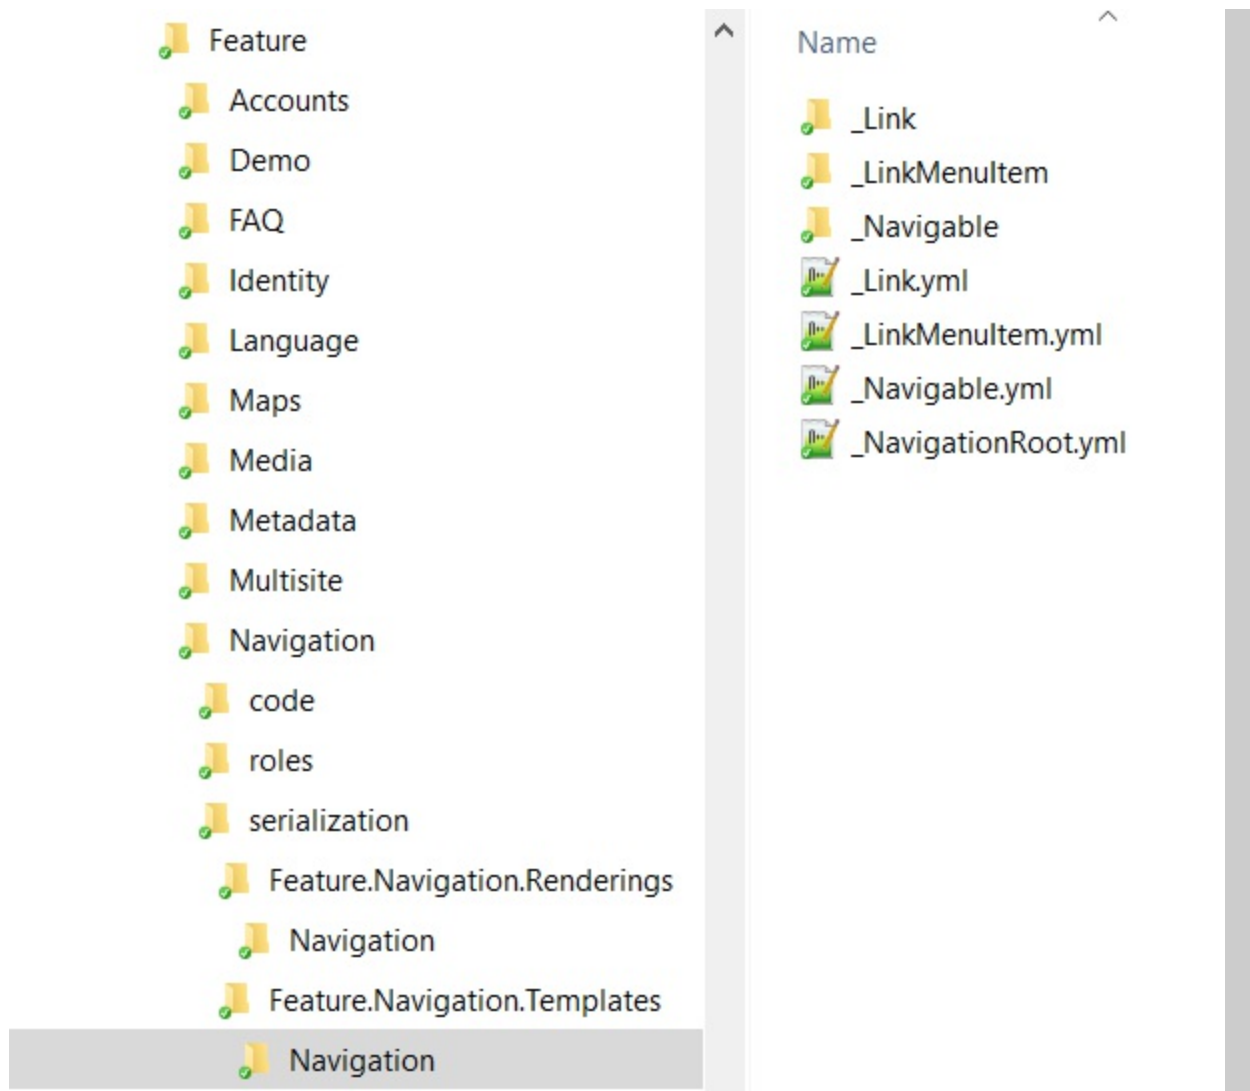 Feature
Accounts
Demo
FAQ
Identity
Language
Maps
Media
Metadata
Multisite
Navigation
code
roles
serialization
Feature.Navigation.Renderings
Navigation
Feature.Navigation.Templates
Navigation
Name
_Link
_LinkMenuItem
_Navigable
_Link.yml
_LinkMenuItem.yml
_Navigable.yml
_NavigationRoot.yml